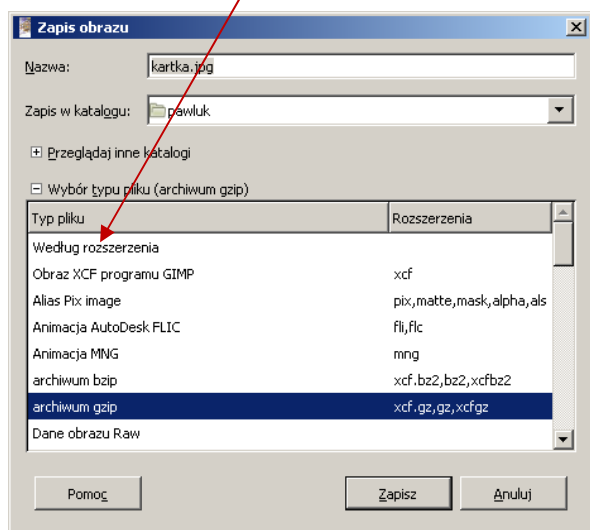 Zapis obrazu
Nazwa: kartka.jpg
Zapis w katalogu: pawluk
Przeglądaj inne katalogi
Wybór typu pliku (archiwum gzip)
Typ pliku Rozszerzenia
Według rozszerzenia
Obraz XCF programu GIMP xcf
Alias Pix image pix,matte,mask,alpha,als
Animacja AutoDesk FLIC fli,flc
Animacja MNG mng
archiwum bzip xcf.bz2,bz2,xcfbz2
archiwum gzip xcf.gz,gz,xcfgz
Dane obrazu Raw
Pomoc Zapisz Anuluj